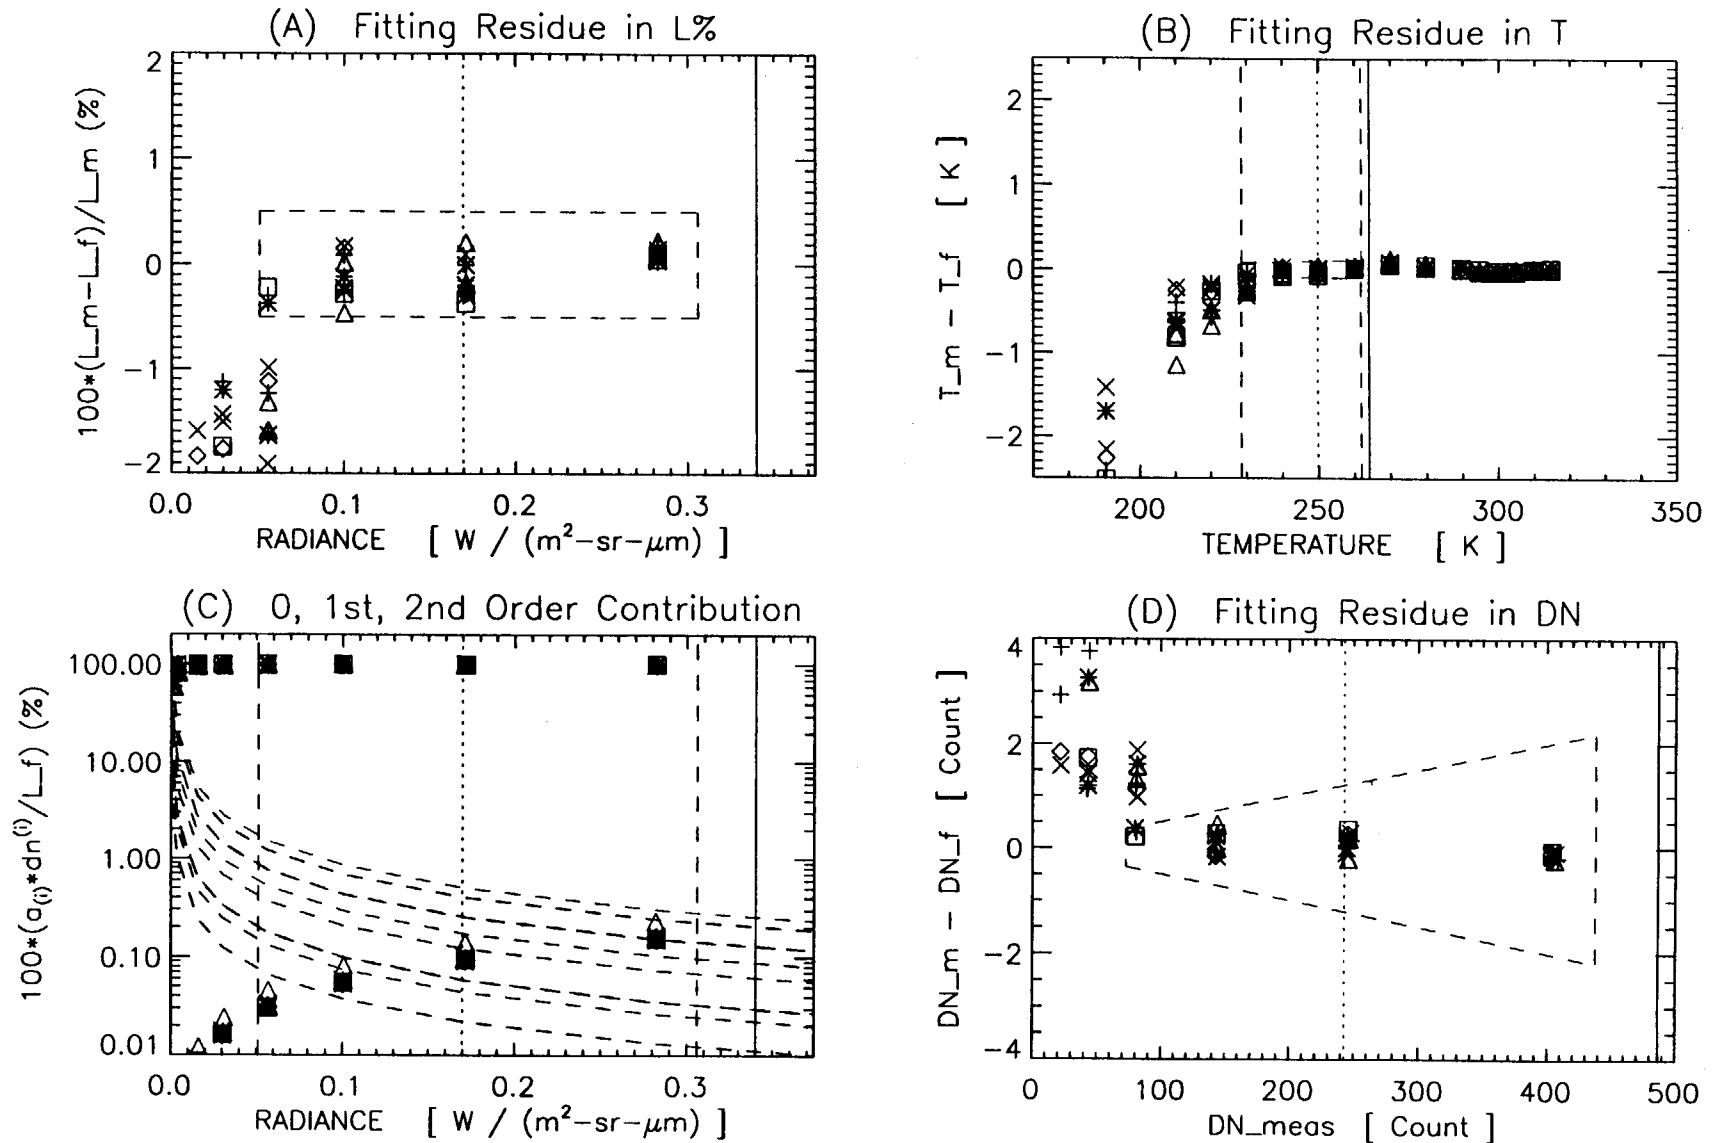 (A) Fitting Residue in L%
100*(L_m-L_f)/L_m (%)
2
1
0
-1
-2
0.0 0.1 0.2 0.3
RADIANCE [ W / (m²-sr-μm) ]
(B) Fitting Residue in T
T_m - T_f [ K ]
2
1
0
-1
-2
200 250 300 350
TEMPERATURE [ K ]
(C) 0, 1st, 2nd Order Contribution
100*(a(i)*dn(i)/L_f) (%)
100.00
10.00
1.00
0.10
0.01
0.0 0.1 0.2 0.3
RADIANCE [ W / (m²-sr-μm) ]
(D) Fitting Residue in DN
DN_m - DN_f [ Count ]
4
2
0
-2
-4
0 100 200 300 400 500
DN_meas [ Count ]